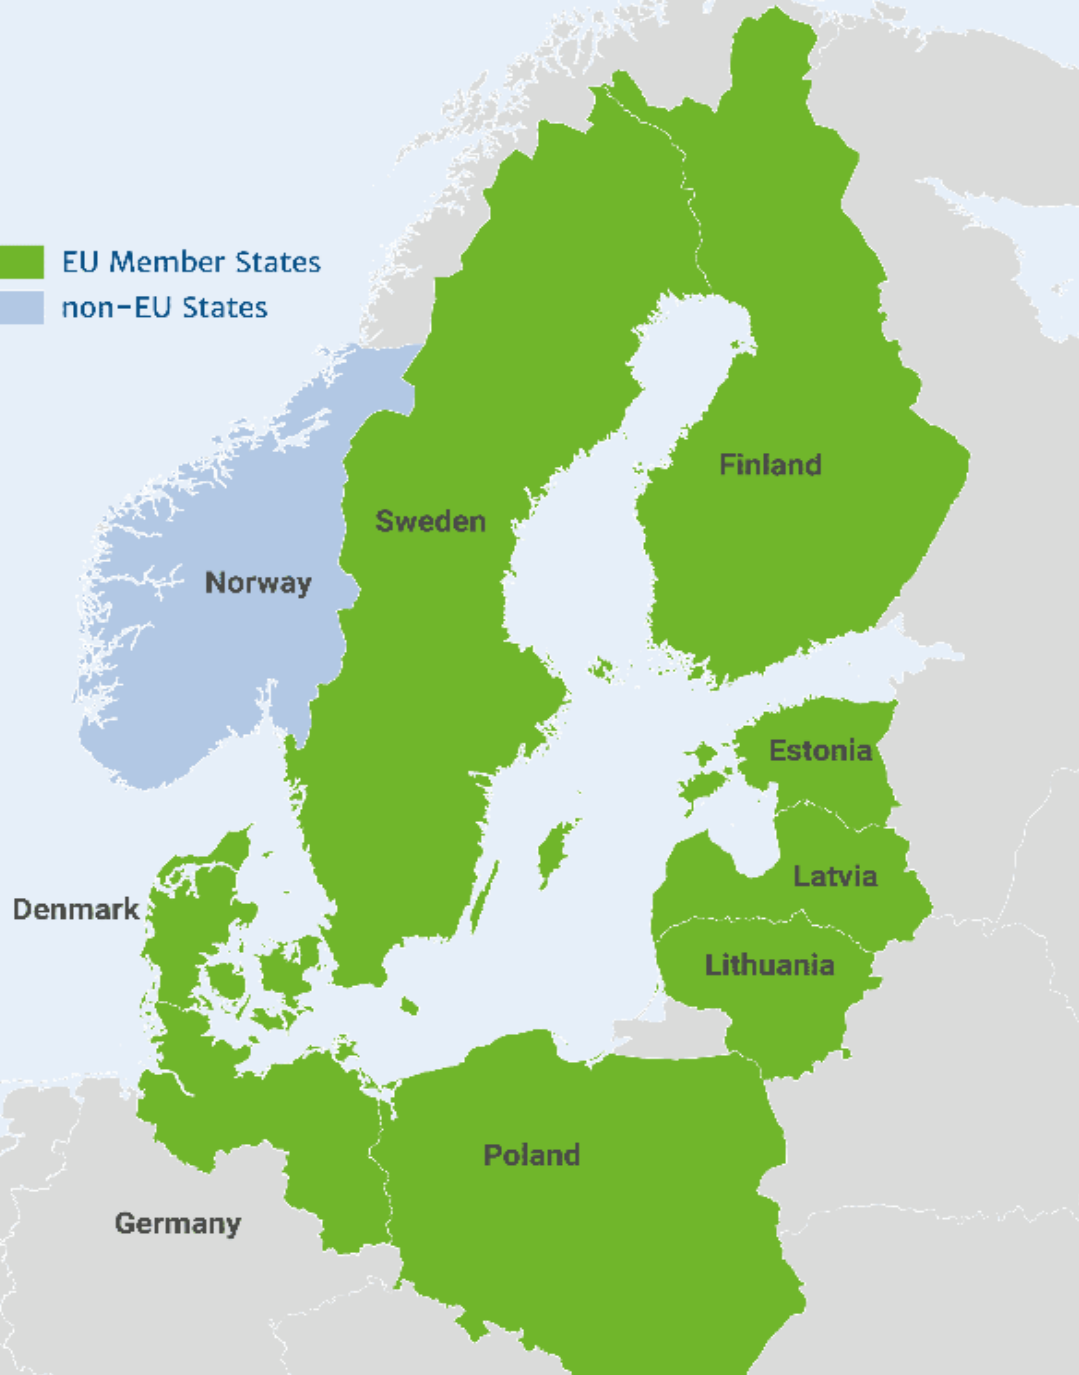 EU Member States
non-EU States
Finland
Sweden
Norway
Estonia
Latvia
Denmark
Lithuania
Poland
Germany